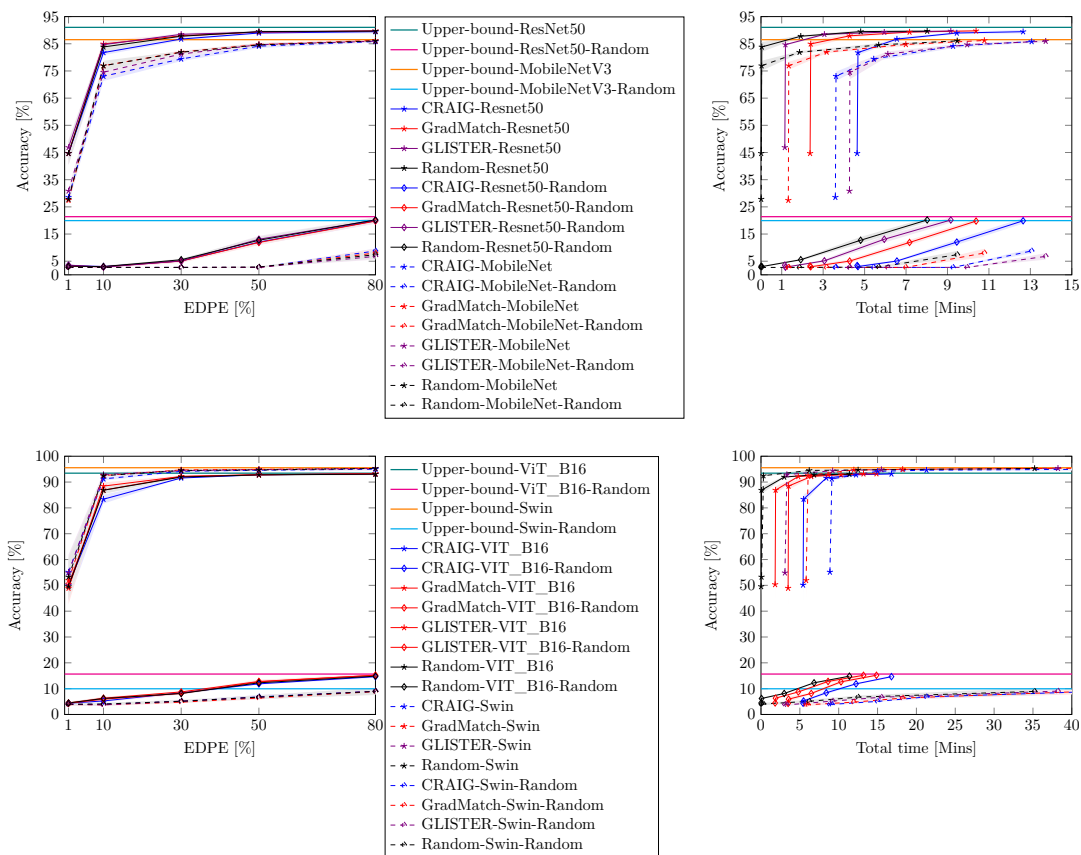 95
85
75
65
55
45
35
25
15
5
0
Accuracy [%]
1
10
30
50
80
EDPE [%]
Upper-bound-ResNet50
Upper-bound-ResNet50-Random
Upper-bound-MobileNetV3
Upper-bound-MobileNetV3-Random
CRAIG-Resnet50
GradMatch-Resnet50
GLISTER-Resnet50
Random-Resnet50
CRAIG-Resnet50-Random
GradMatch-Resnet50-Random
GLISTER-Resnet50-Random
Random-Resnet50-Random
CRAIG-MobileNet
CRAIG-MobileNet-Random
GradMatch-MobileNet
GradMatch-MobileNet-Random
GLISTER-MobileNet
GLISTER-MobileNet-Random
Random-MobileNet
Random-MobileNet-Random
95
85
75
65
55
45
35
25
15
5
0
Accuracy [%]
0
1
3
5
7
9
11
13
15
Total time [Mins]
100
90
80
70
60
50
40
30
20
10
0
Accuracy [%]
1
10
30
50
80
EDPE [%]
Upper-bound-ViT_B16
Upper-bound-ViT_B16-Random
Upper-bound-Swin
Upper-bound-Swin-Random
CRAIG-VIT_B16
CRAIG-VIT_B16-Random
GradMatch-VIT_B16
GradMatch-VIT_B16-Random
GLISTER-VIT_B16
GLISTER-VIT_B16-Random
Random-VIT_B16
Random-VIT_B16-Random
CRAIG-Swin
GradMatch-Swin
GLISTER-Swin
Random-Swin
CRAIG-Swin-Random
GradMatch-Swin-Random
GLISTER-Swin-Random
Random-Swin-Random
100
90
80
70
60
50
40
30
20
10
0
Accuracy [%]
0
5
10
15
20
25
30
35
40
Total time [Mins]